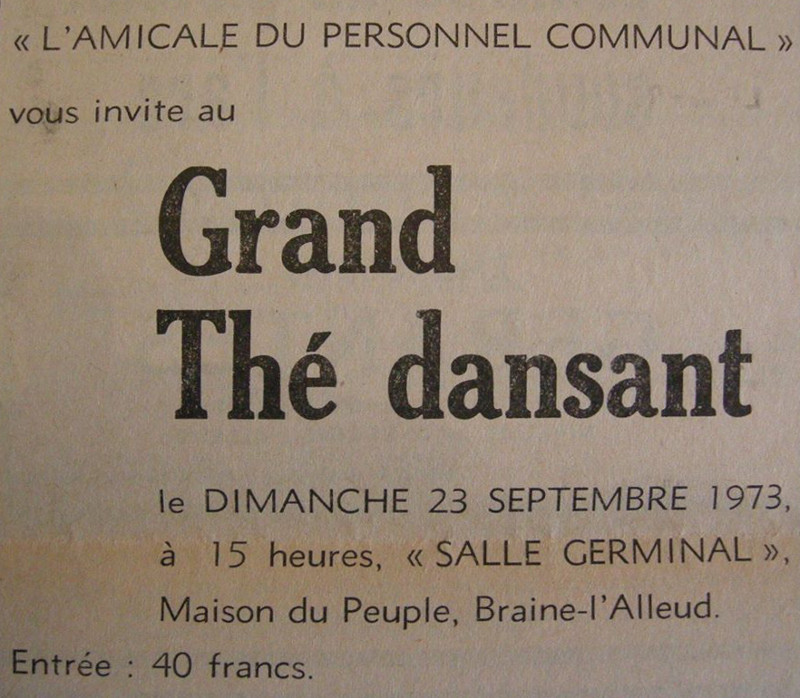 « L'AMICALE DU PERSONNEL COMMUNAL »
vous invite au
Grand
Thé dansant
le DIMANCHE 23 SEPTEMBRE 1973,
à 15 heures, « SALLE GERMINAL »,
Maison du Peuple, Braine-l'Alleud.
Entrée : 40 francs.